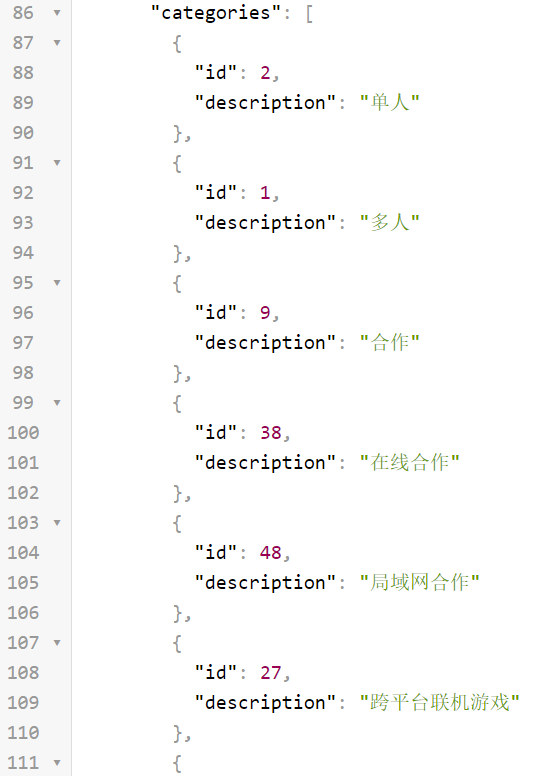 86 "categories": [
87 {
88 "id": 2,
89 "description": "单人"
90 },
91 {
92 "id": 1,
93 "description": "多人"
94 },
95 {
96 "id": 9,
97 "description": "合作"
98 },
99 {
100 "id": 38,
101 "description": "在线合作"
102 },
103 {
104 "id": 48,
105 "description": "局域网合作"
106 },
107 {
108 "id": 27,
109 "description": "跨平台联机游戏"
110 },
111 {